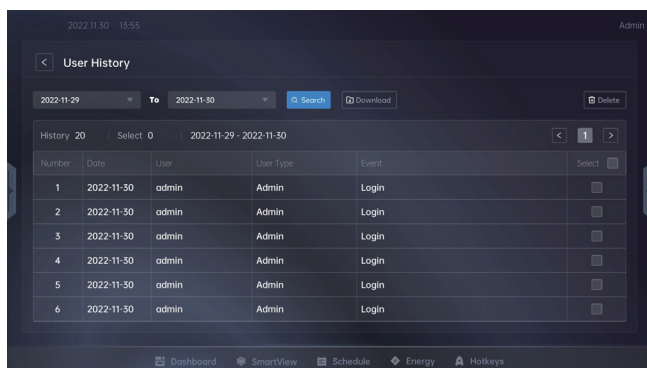 2022.11.30 13:55 Admin
< User History
2022-11-29 To 2022-11-30 Search Download Delete
History 20 Select 0 2022-11-29 - 2022-11-30 < 1 >
Number Date User User Type Event Select
1 2022-11-30 admin Admin Login
2 2022-11-30 admin Admin Login
3 2022-11-30 admin Admin Login
4 2022-11-30 admin Admin Login
5 2022-11-30 admin Admin Login
6 2022-11-30 admin Admin Login
Dashboard SmartView Schedule Energy Hotkeys